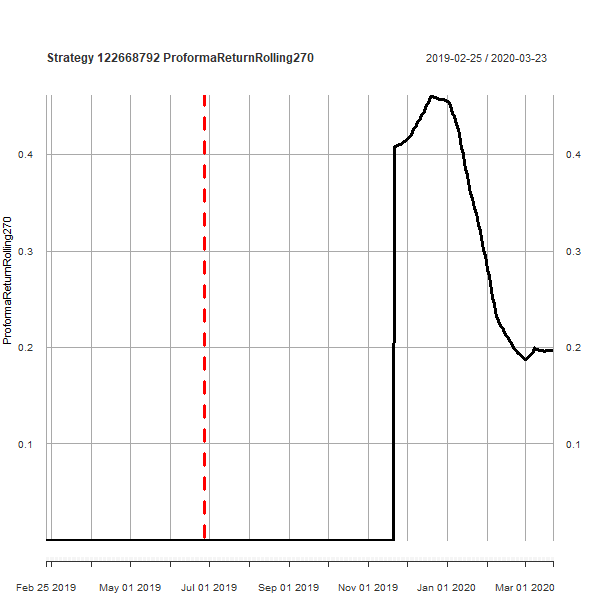 Strategy 122668792 ProformaReturnRolling270
2019-02-25 / 2020-03-23
ProformaReturnRolling270
0.4
0.4
0.3
0.3
0.2
0.2
0.1
0.1
Feb 25 2019
May 01 2019
Jul 01 2019
Sep 01 2019
Nov 01 2019
Jan 01 2020
Mar 01 2020